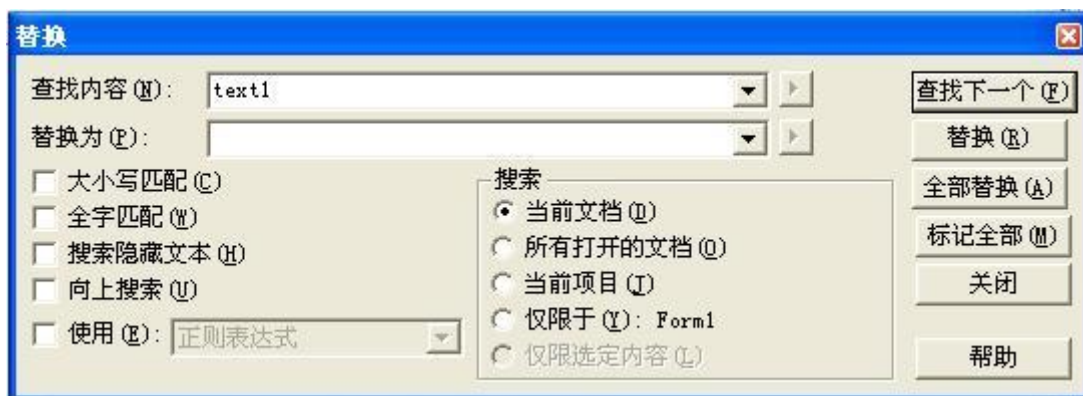 替换
查找内容(N): text1
查找下一个(F)
替换为(P):
替换(R)
大小写匹配(C)
全字匹配(W)
搜索隐藏文本(H)
向上搜索(U)
使用(E): 正则表达式
搜索
当前文档(D)
所有打开的文档(O)
当前项目(J)
仅限于(Y): Form1
仅限选定内容(L)
全部替换(A)
标记全部(M)
关闭
帮助